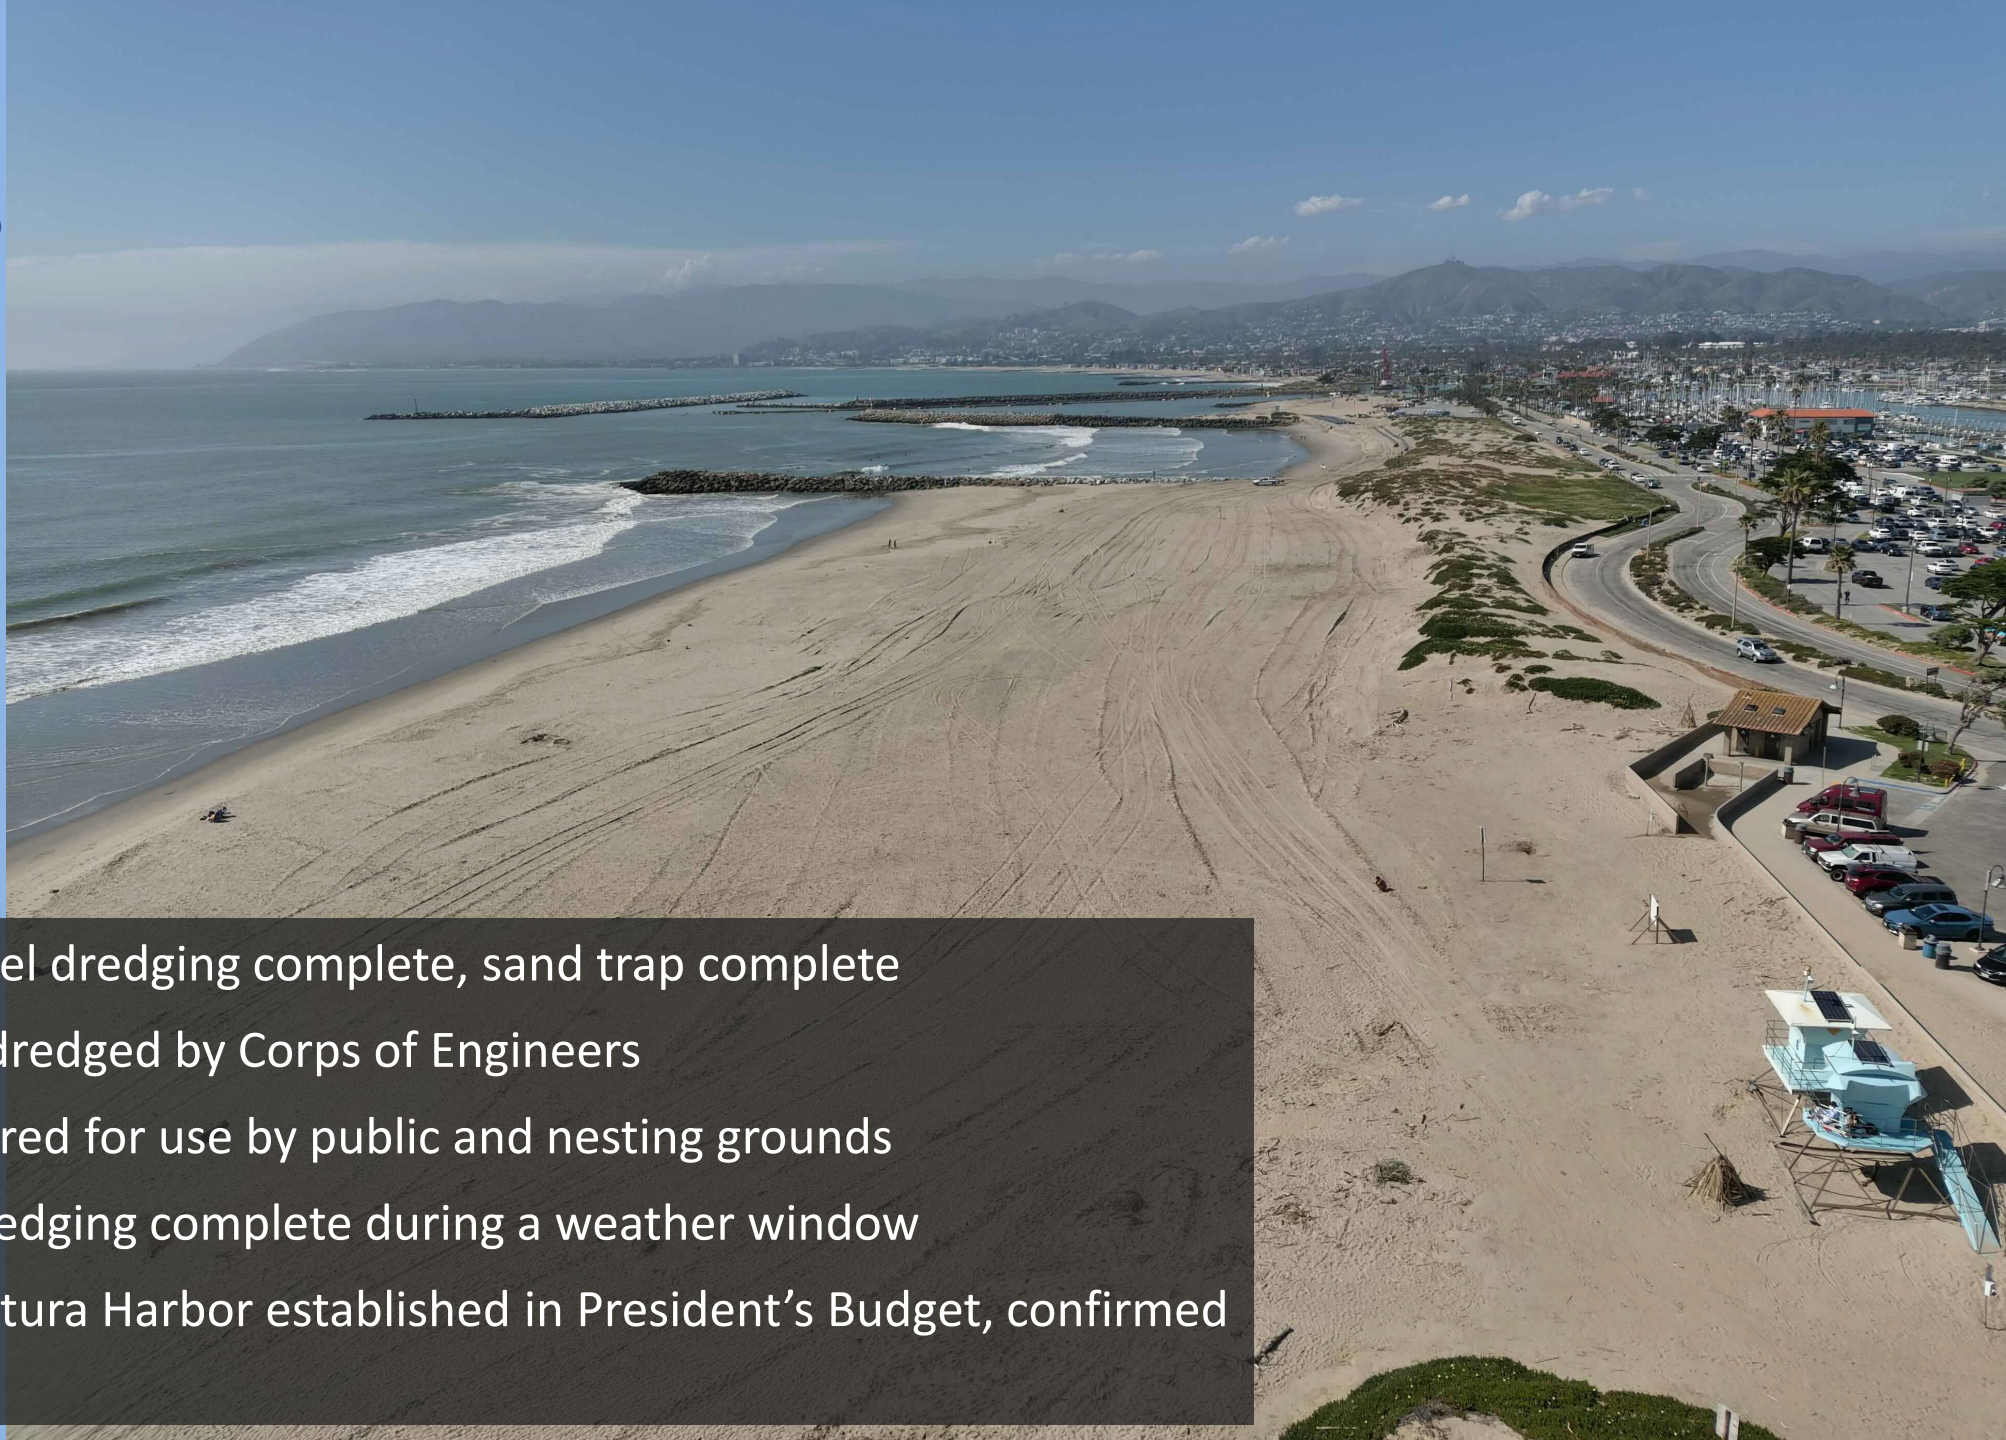 el dredging complete, sand trap complete
dredged by Corps of Engineers
red for use by public and nesting grounds
edging complete during a weather window
tura Harbor established in President’s Budget, confirmed